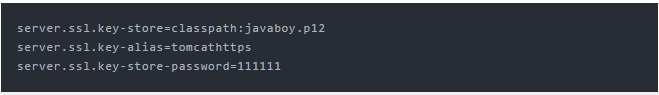 server.ssl.key-store=classpath:javaboy.p12
server.ssl.key-alias=tomcathttps
server.ssl.key-store-password=111111